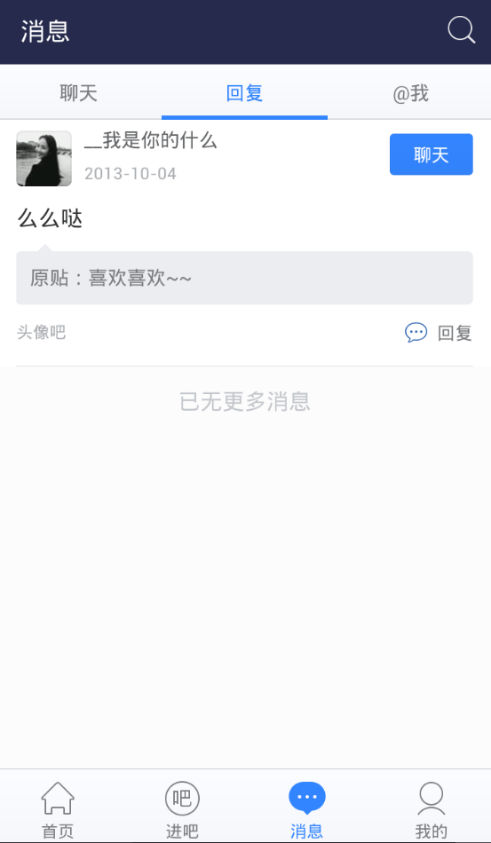 消息
聊天 回复 @我
__我是你的什么
聊天
2013-10-04
么么哒
原贴：喜欢喜欢~~
头像吧 回复
已无更多消息
吧
首页 进吧 消息 我的